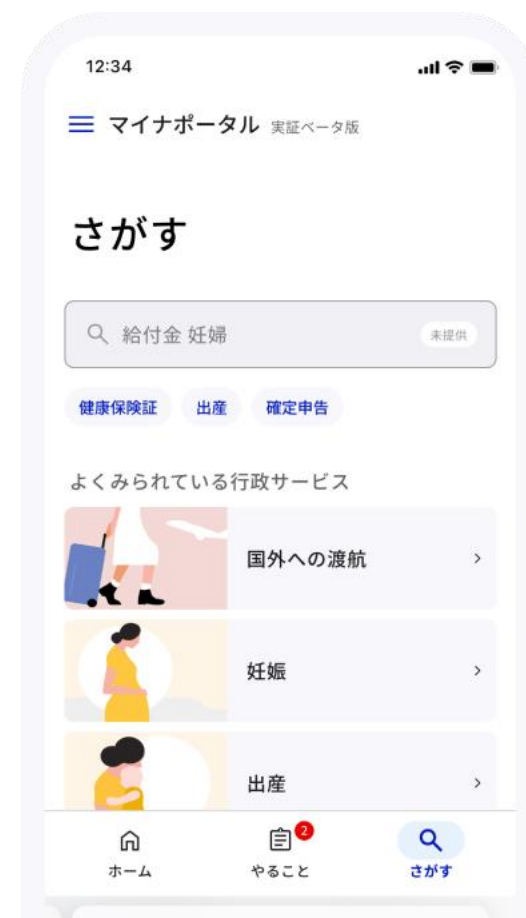 12:34
マイナポータル 実証ベータ版
さがす
給付金 妊婦 未提供
健康保険証 出産 確定申告
よくみられている行政サービス
国外への渡航
妊娠
出産
2
ホーム やること さがす